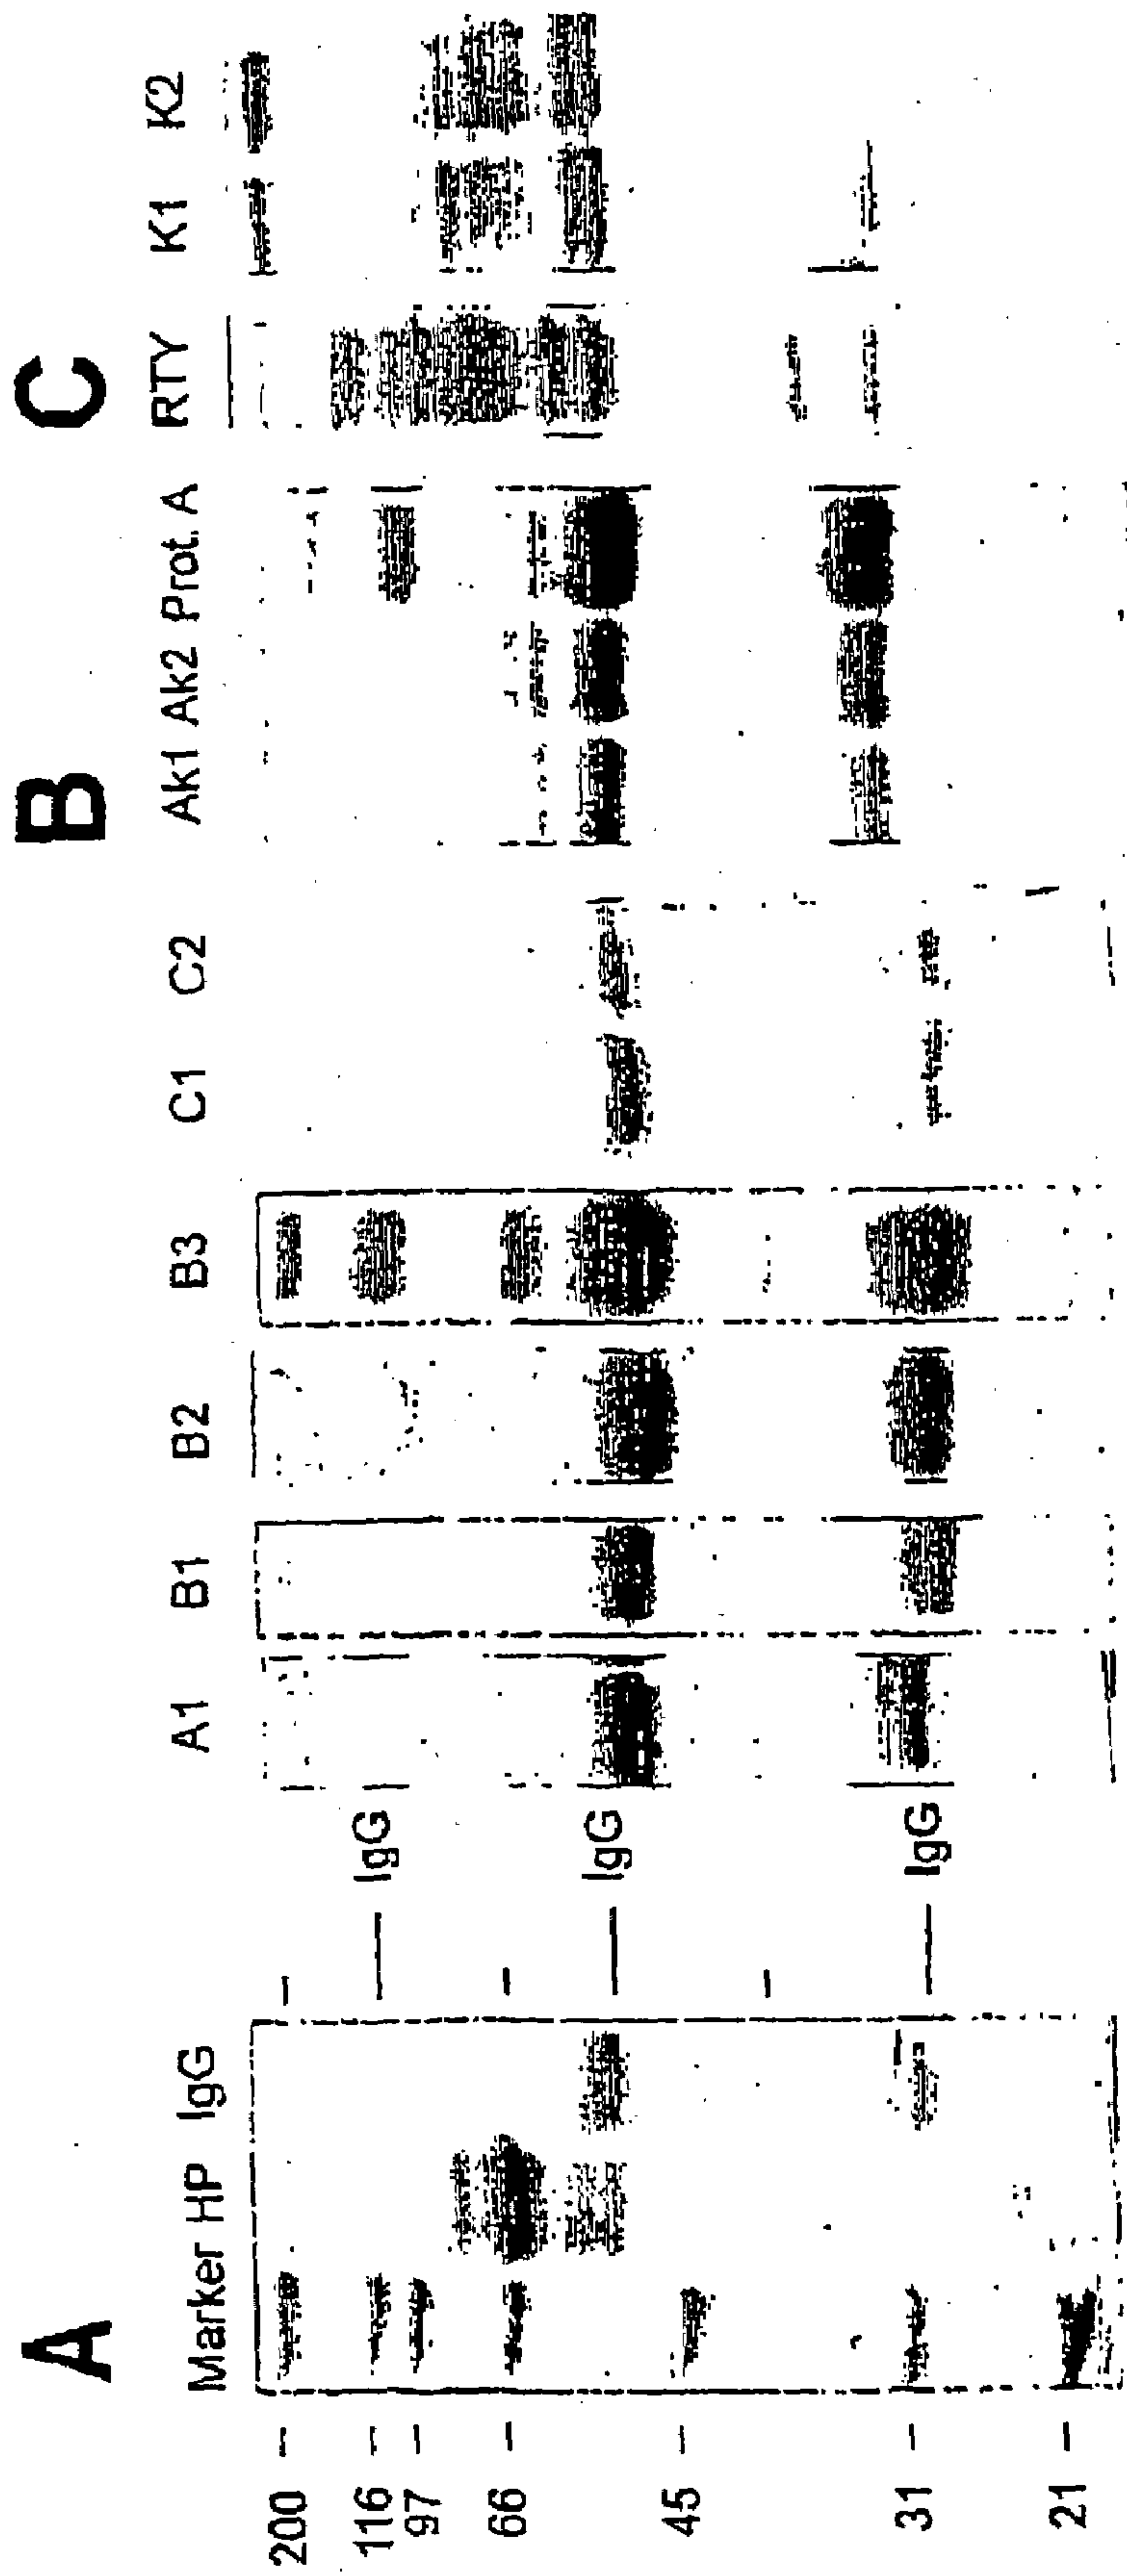 A B C
Marker HP IgG A1 B1 B2 B3 C1 C2 Ak1 Ak2 Prot. A RTY K1 K2
200
116 IgG
97
66
IgG
45
31 IgG
21